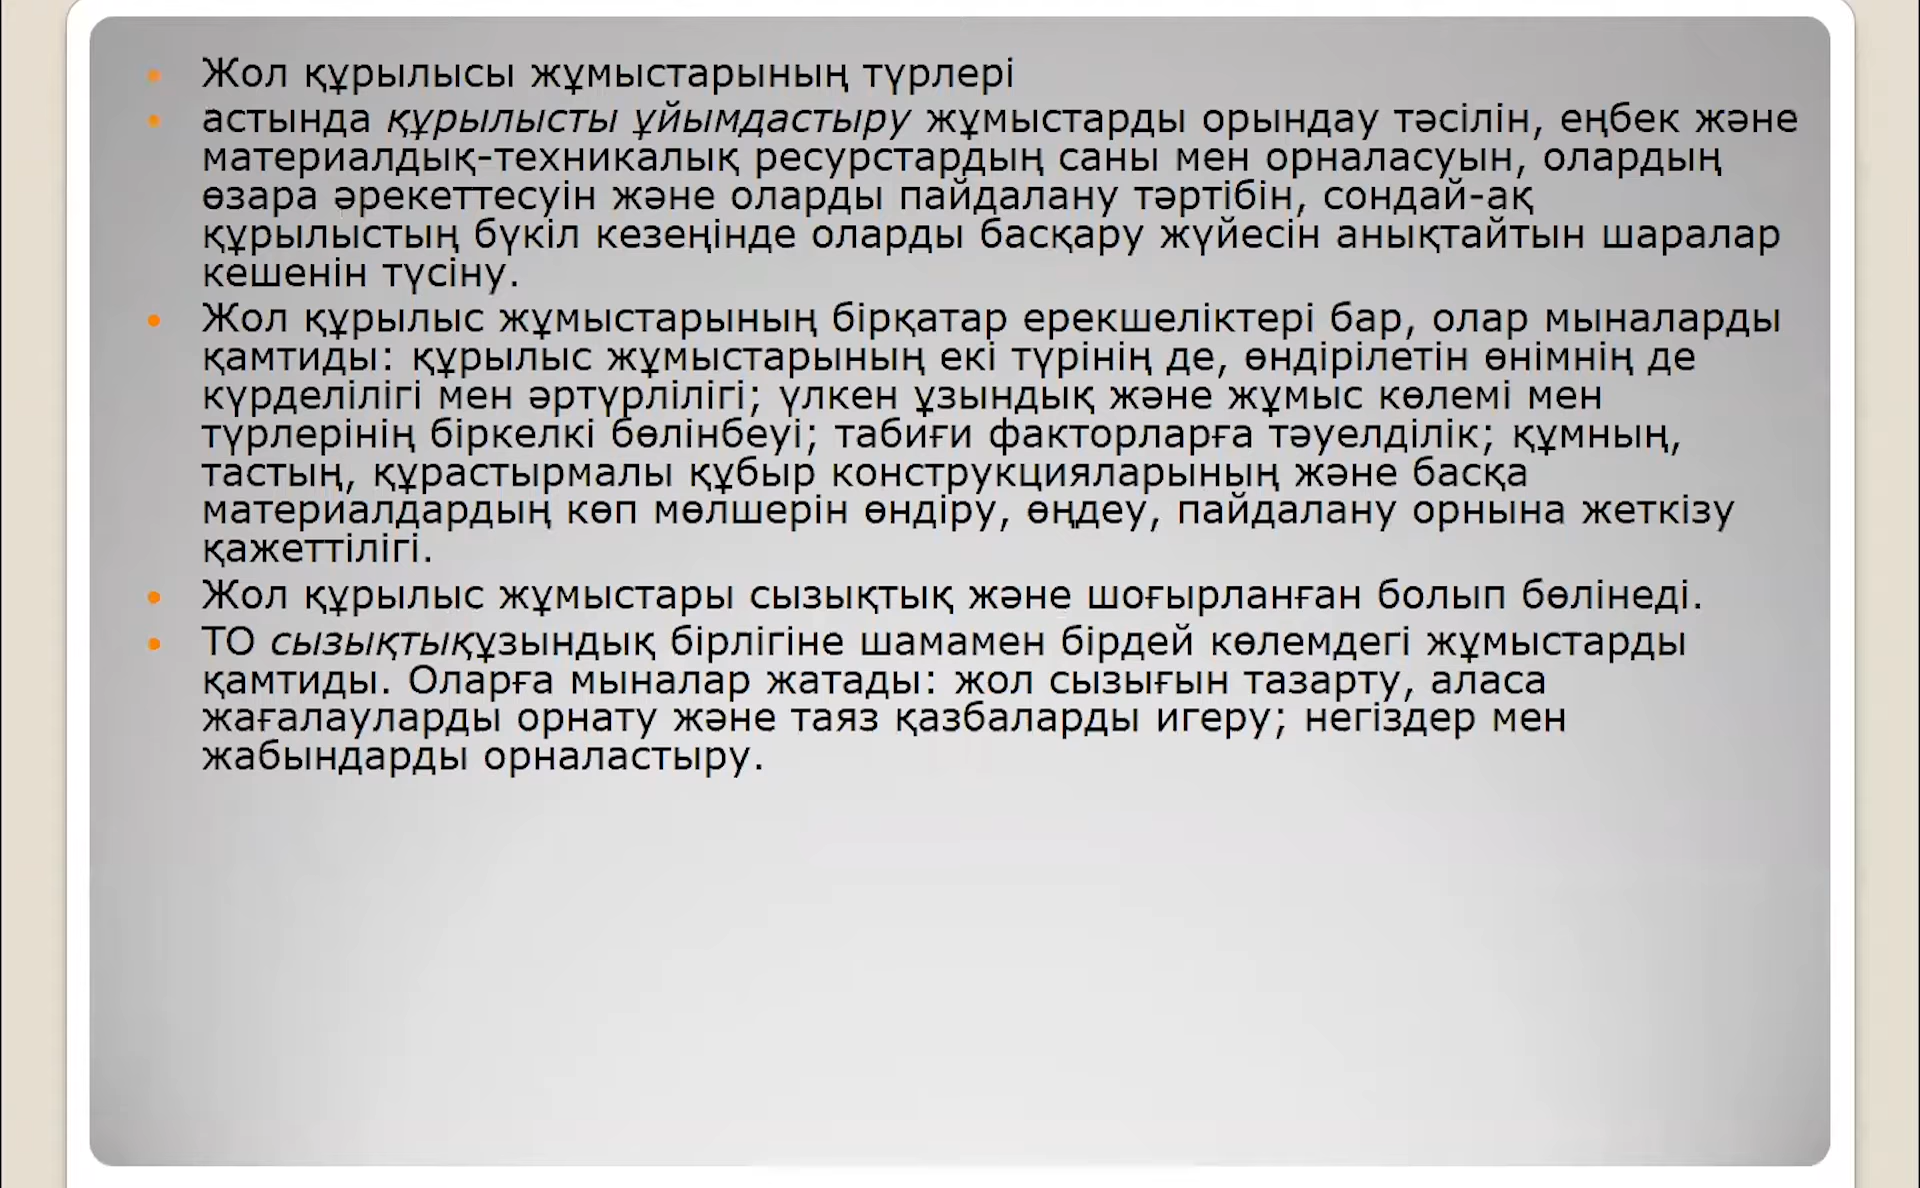 Жол құрылысы жұмыстарының түрлері
астында құрылысты ұйымдастыру жұмыстарды орындау тәсілін, еңбек және
материалдық-техникалық ресурстардың саны мен орналасуын, олардың
өзара әрекеттесуін және оларды пайдалану тәртібін, сондай-ақ
құрылыстың бүкіл кезеңінде оларды басқару жүйесін анықтайтын шаралар
кешенін түсіну.
Жол құрылыс жұмыстарының бірқатар ерекшеліктері бар, олар мыналарды
қамтиды: құрылыс жұмыстарының екі түрінің де, өндірілетін өнімнің де
күрделілігі мен әртүрлілігі; үлкен ұзындық және жұмыс көлемі мен
түрлерінің біркелкі бөлінбеуі; табиғи факторларға тәуелділік; құмның,
тастың, құрастырмалы құбыр конструкцияларының және басқа
материалдардың көп мөлшерін өндіру, өңдеу, пайдалану орнына жеткізу
қажеттілігі.
Жол құрылыс жұмыстары сызықтық және шоғырланған болып бөлінеді.
ТО сызықтықұзындық бірлігіне шамамен бірдей көлемдегі жұмыстарды
қамтиды. Оларға мыналар жатады: жол сызығын тазарту, аласа
жағалауларды орнату және таяз қазбаларды игеру; негіздер мен
жабындарды орналастыру.